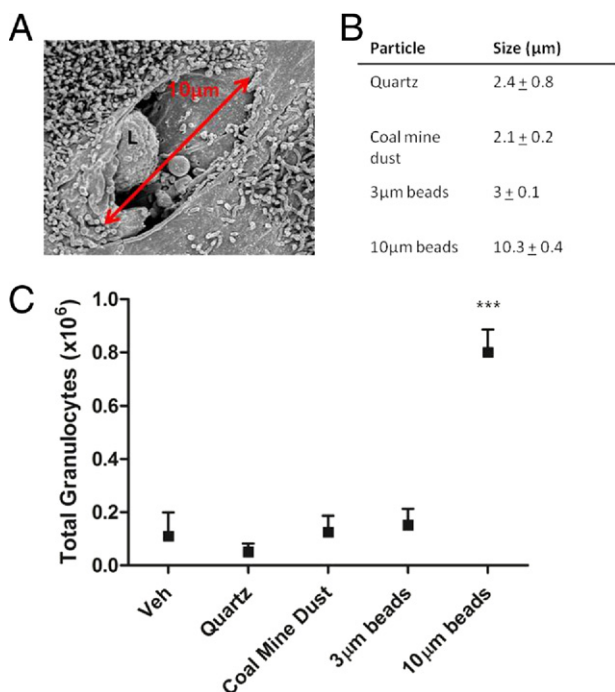 A
10μm
L
B
Particle Size (μm)
Quartz 2.4 ± 0.8
Coal mine
dust 2.1 ± 0.2
3μm beads 3 ± 0.1
10μm beads 10.3 ± 0.4
C
***
Total Granulocytes (x10⁶)
1.0
0.8
0.6
0.4
0.2
0.0
Veh
Quartz
Coal Mine Dust
3μm beads
10μm beads